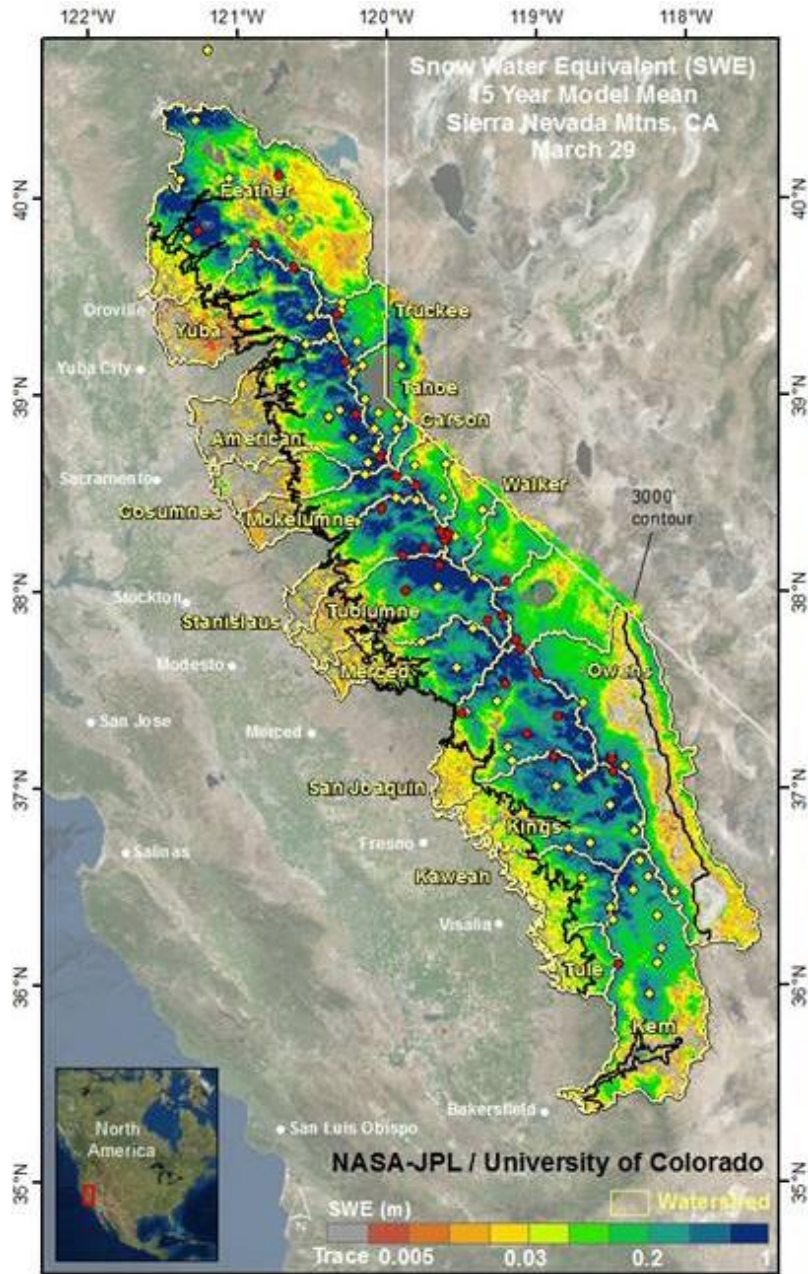 122°W 121°W 120°W 119°W 118°W
Snow Water Equivalent (SWE)
15 Year Model Mean
Sierra Nevada Mtns, CA
March 29
40°N
40°N
Feather
Oroville
Truckee
Yuba
Yuba City
Tahoe
39°N
39°N
Carson
American
Sacramento
Walker
Cosumnes
Mokelumne
3000'
contour
38°N
38°N
Stockton
Tuolumne
Stanislaus
Modesto
Merced
Owens
San Jose
Merced
37°N
37°N
San Joaquin
Kings
Salinas
Fresno
Kaweah
Visalia
Tule
36°N
36°N
Kern
North
America
Bakersfield
San Luis Obispo
NASA-JPL / University of Colorado
35°N
35°N
SWE (m)
Watershed
N
Trace 0.005 0.03 0.2 1